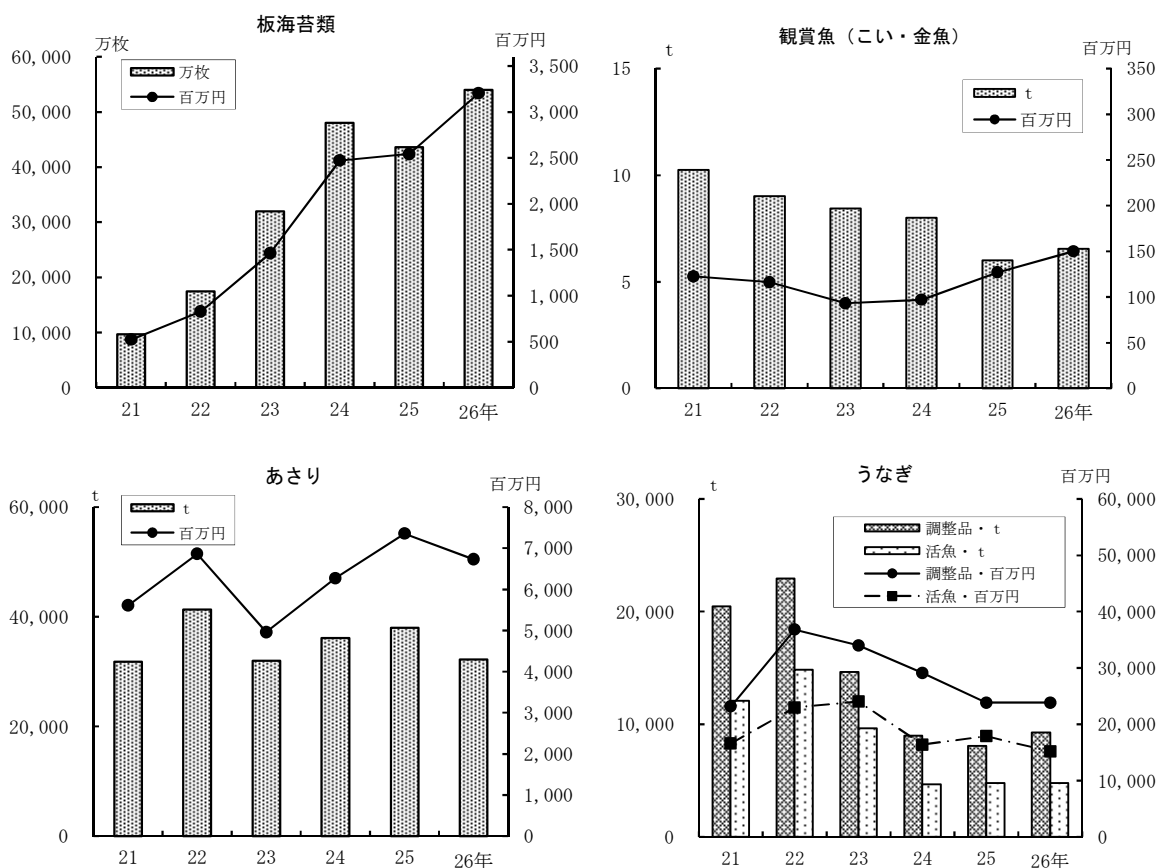 板海苔類
万枚
百万円
万枚
百万円
60,000
50,000
40,000
30,000
20,000
10,000
0
3,500
3,000
2,500
2,000
1,500
1,000
500
0
21 22 23 24 25 26年
観賞魚（こい・金魚）
t
百万円
t
百万円
15
10
5
0
350
300
250
200
150
100
50
0
21 22 23 24 25 26年
あさり
t
百万円
t
百万円
60,000
40,000
20,000
0
8,000
7,000
6,000
5,000
4,000
3,000
2,000
1,000
0
21 22 23 24 25 26年
うなぎ
t
百万円
調整品・t
活魚・t
調整品・百万円
活魚・百万円
30,000
20,000
10,000
0
60,000
50,000
40,000
30,000
20,000
10,000
0
21 22 23 24 25 26年